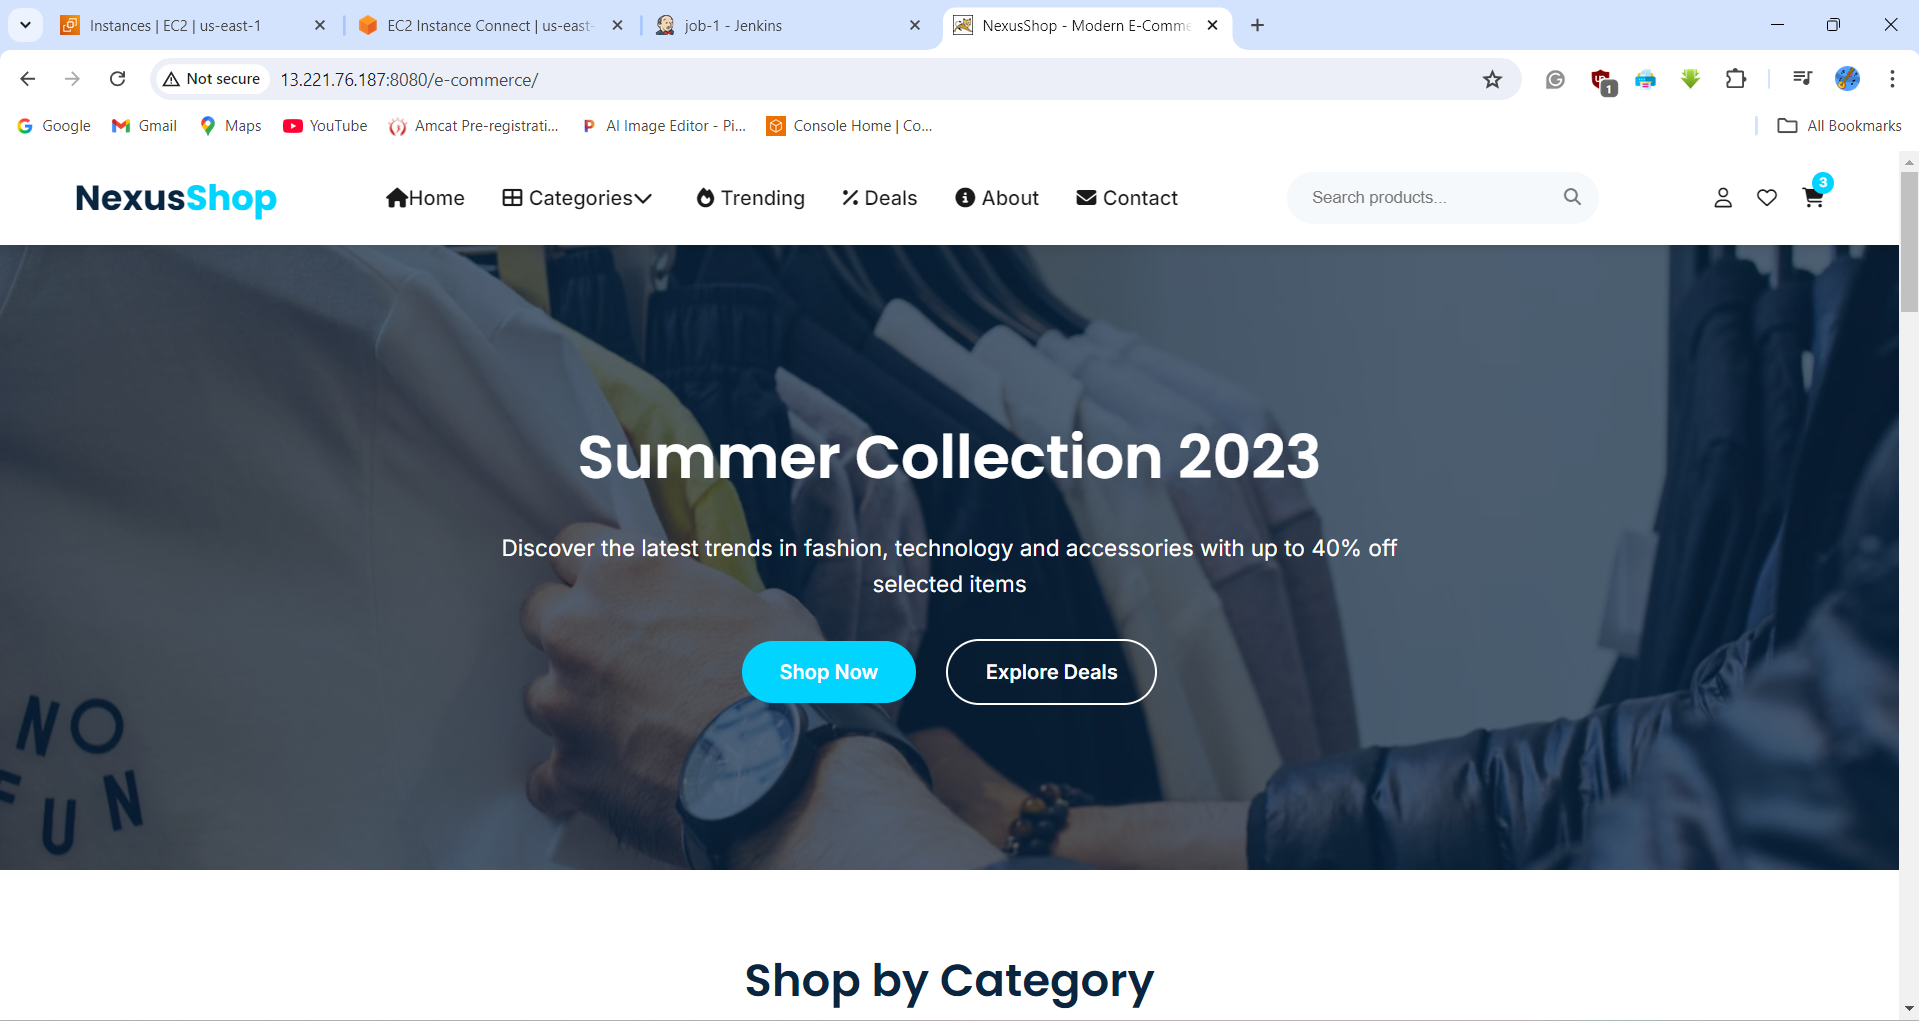 Instances | EC2 | us-east-1
EC2 Instance Connect | us-east-
job-1 - Jenkins
NexusShop - Modern E-Comme
Not secure
13.221.76.187:8080/e-commerce/
1
Google
Gmail
Maps
YouTube
Amcat Pre-registrati...
AI Image Editor - Pi...
Console Home | Co...
All Bookmarks
NexusShop
Home
Categories
Trending
Deals
About
Contact
Search products...
3
Summer Collection 2023
Discover the latest trends in fashion, technology and accessories with up to 40% off
selected items
Shop Now
Explore Deals
NO
FUN
Shop by Category